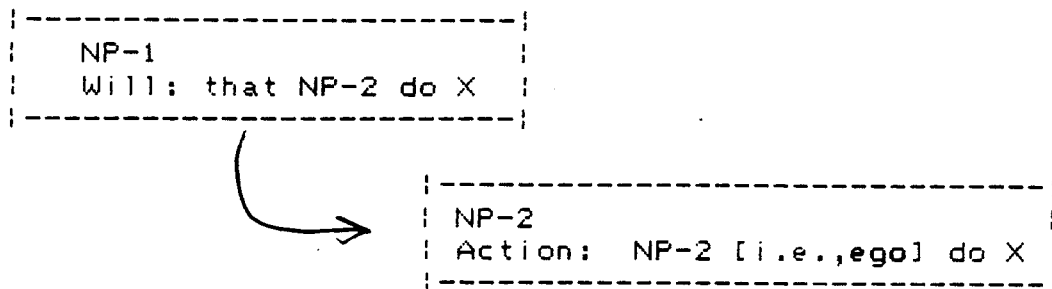 NP-1
Will: that NP-2 do X
NP-2
Action: NP-2 [i.e.,ego] do X